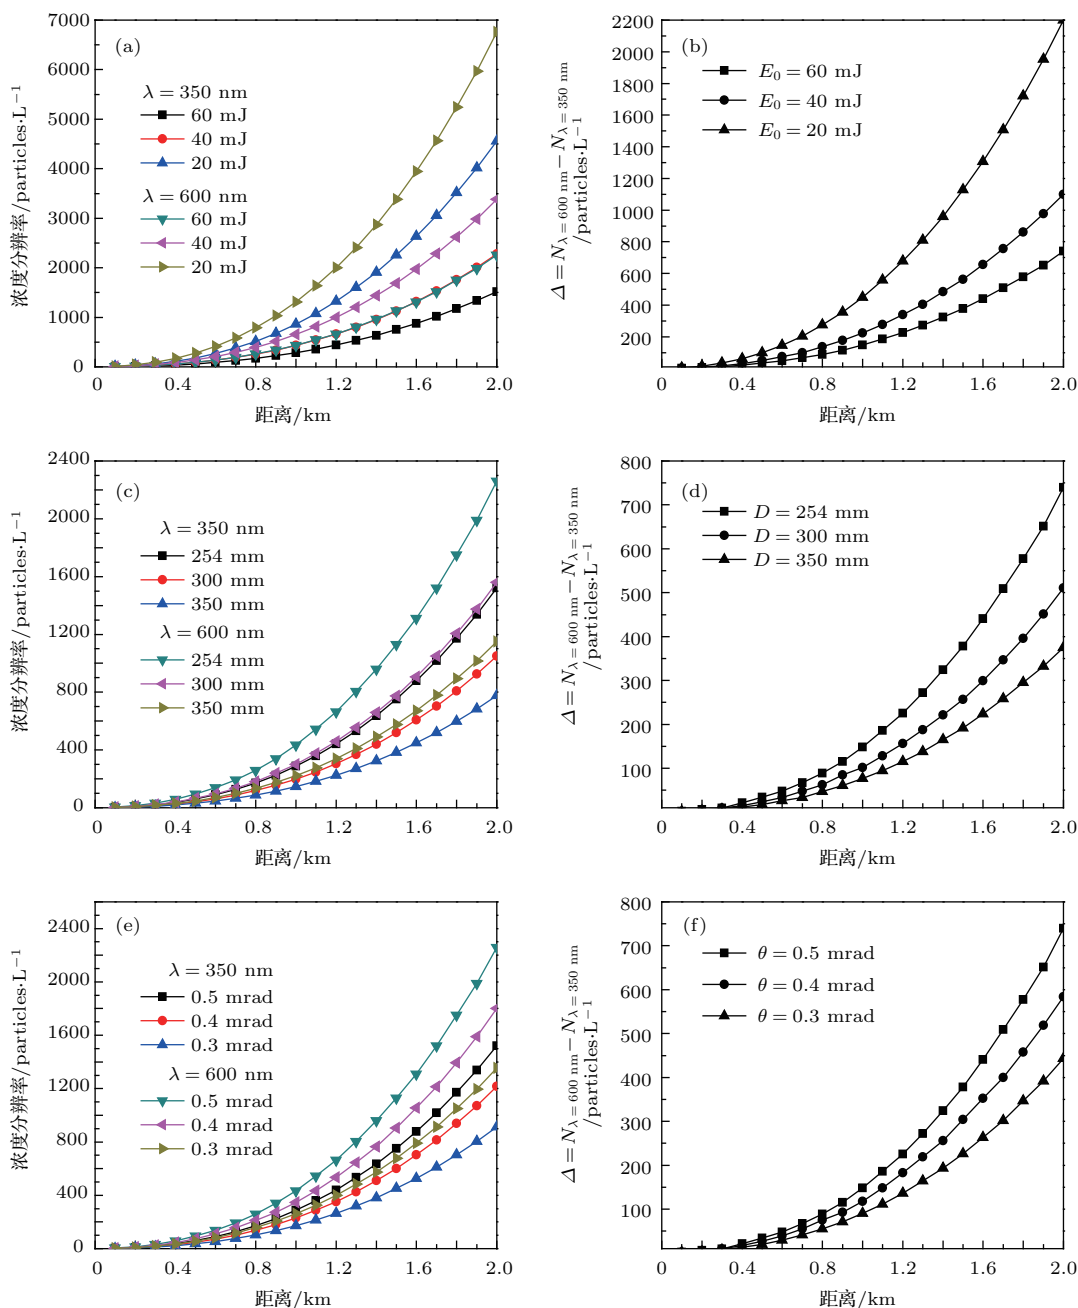 (a)
λ = 350 nm
60 mJ
40 mJ
20 mJ
λ = 600 nm
60 mJ
40 mJ
20 mJ
7000
6000
5000
4000
3000
2000
1000
0
浓度分辨率/particles·L⁻¹
0 0.4 0.8 1.2 1.6 2.0
距离/km
(b)
E₀ = 60 mJ
E₀ = 40 mJ
E₀ = 20 mJ
2200
2000
1800
1600
1400
1200
1000
800
600
400
200
Δ = N_λ = 600 nm − N_λ = 350 nm
/particles·L⁻¹
0 0.4 0.8 1.2 1.6 2.0
距离/km
(c)
λ = 350 nm
254 mm
300 mm
350 mm
λ = 600 nm
254 mm
300 mm
350 mm
2400
2000
1600
1200
800
400
0
浓度分辨率/particles·L⁻¹
0 0.4 0.8 1.2 1.6 2.0
距离/km
(d)
D = 254 mm
D = 300 mm
D = 350 mm
800
700
600
500
400
300
200
100
Δ = N_λ = 600 nm − N_λ = 350 nm
/particles·L⁻¹
0 0.4 0.8 1.2 1.6 2.0
距离/km
(e)
λ = 350 nm
0.5 mrad
0.4 mrad
0.3 mrad
λ = 600 nm
0.5 mrad
0.4 mrad
0.3 mrad
2400
2000
1600
1200
800
400
0
浓度分辨率/particles·L⁻¹
0 0.4 0.8 1.2 1.6 2.0
距离/km
(f)
θ = 0.5 mrad
θ = 0.4 mrad
θ = 0.3 mrad
800
700
600
500
400
300
200
100
Δ = N_λ = 600 nm − N_λ = 350 nm
/particles·L⁻¹
0 0.4 0.8 1.2 1.6 2.0
距离/km